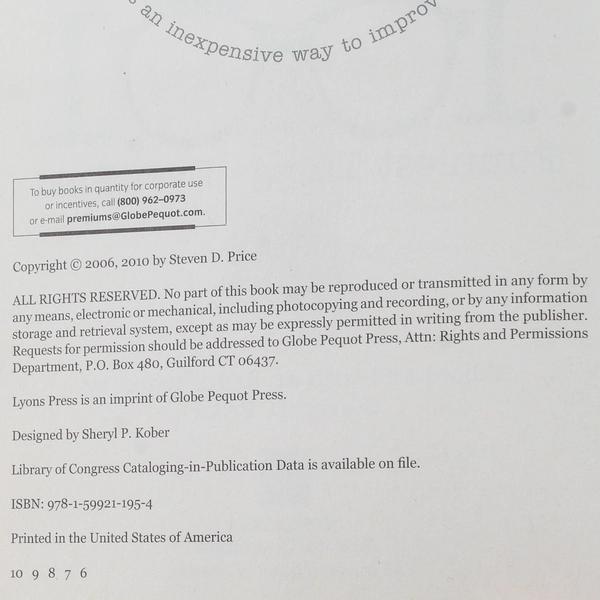 an inexpensive way to improv
To buy books in quantity for corporate use
or incentives, call (800) 962–0973
or e-mail premiums@GlobePequot.com.
Copyright © 2006, 2010 by Steven D. Price
ALL RIGHTS RESERVED. No part of this book may be reproduced or transmitted in any form by
any means, electronic or mechanical, including photocopying and recording, or by any information
storage and retrieval system, except as may be expressly permitted in writing from the publisher.
Requests for permission should be addressed to Globe Pequot Press, Attn: Rights and Permissions
Department, P.O. Box 480, Guilford CT 06437.
Lyons Press is an imprint of Globe Pequot Press.
Designed by Sheryl P. Kober
Library of Congress Cataloging-in-Publication Data is available on file.
ISBN: 978-1-59921-195-4
Printed in the United States of America
10 9 8 7 6